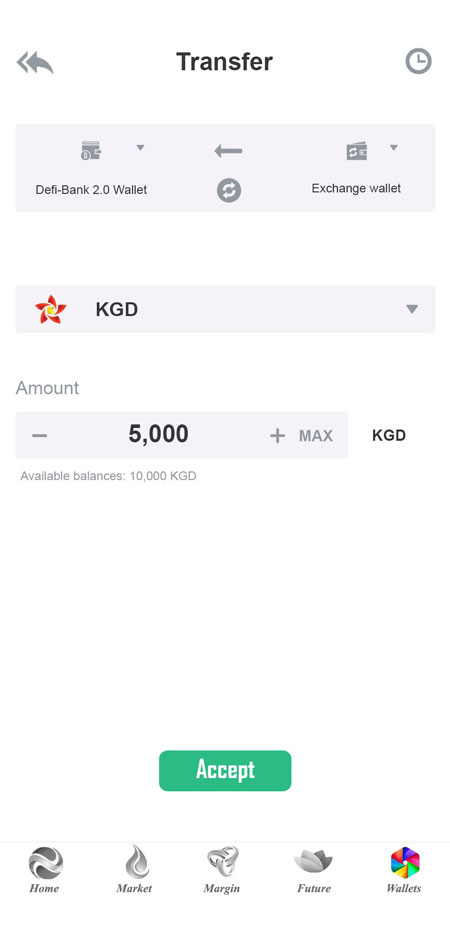 Transfer
Defi-Bank 2.0 Wallet
Exchange wallet
KGD
Amount
5,000
MAX
KGD
Available balances: 10,000 KGD
Accept
Home
Market
Margin
Future
Wallets